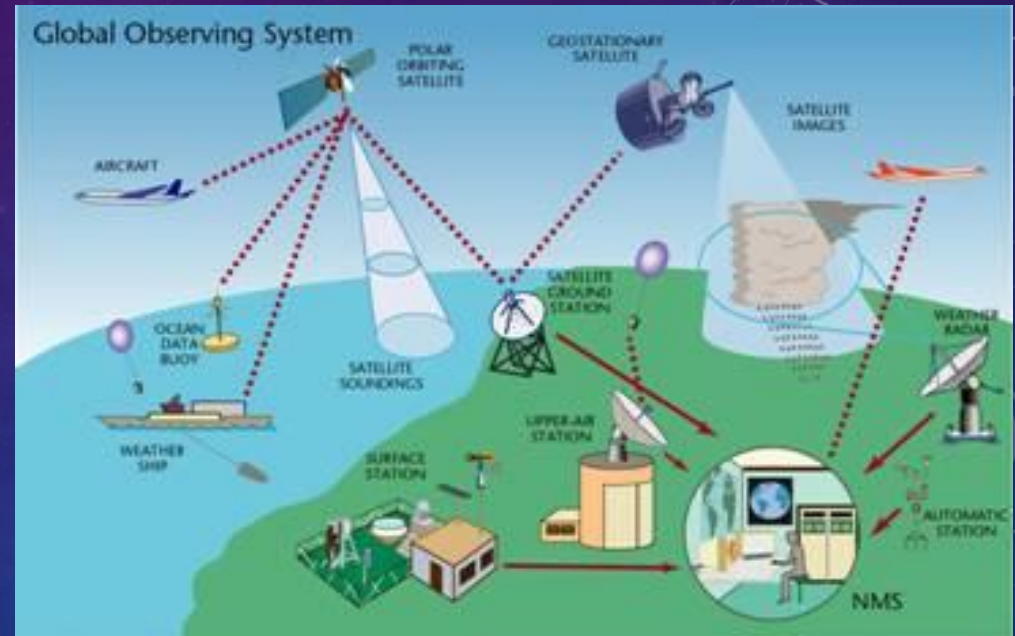 Global Observing System
POLAR
ORBITING
SATELLITE
GEOSTATIONARY
SATELLITE
SATELLITE
IMAGES
AIRCRAFT
SATELLITE
GROUND
STATION
OCEAN
DATA
BUOY
WEATHER
RADAR
SATELLITE
SOUNDINGS
UPPER-AIR
STATION
WEATHER
SHIP
SURFACE
STATION
AUTOMATIC
STATION
NMS